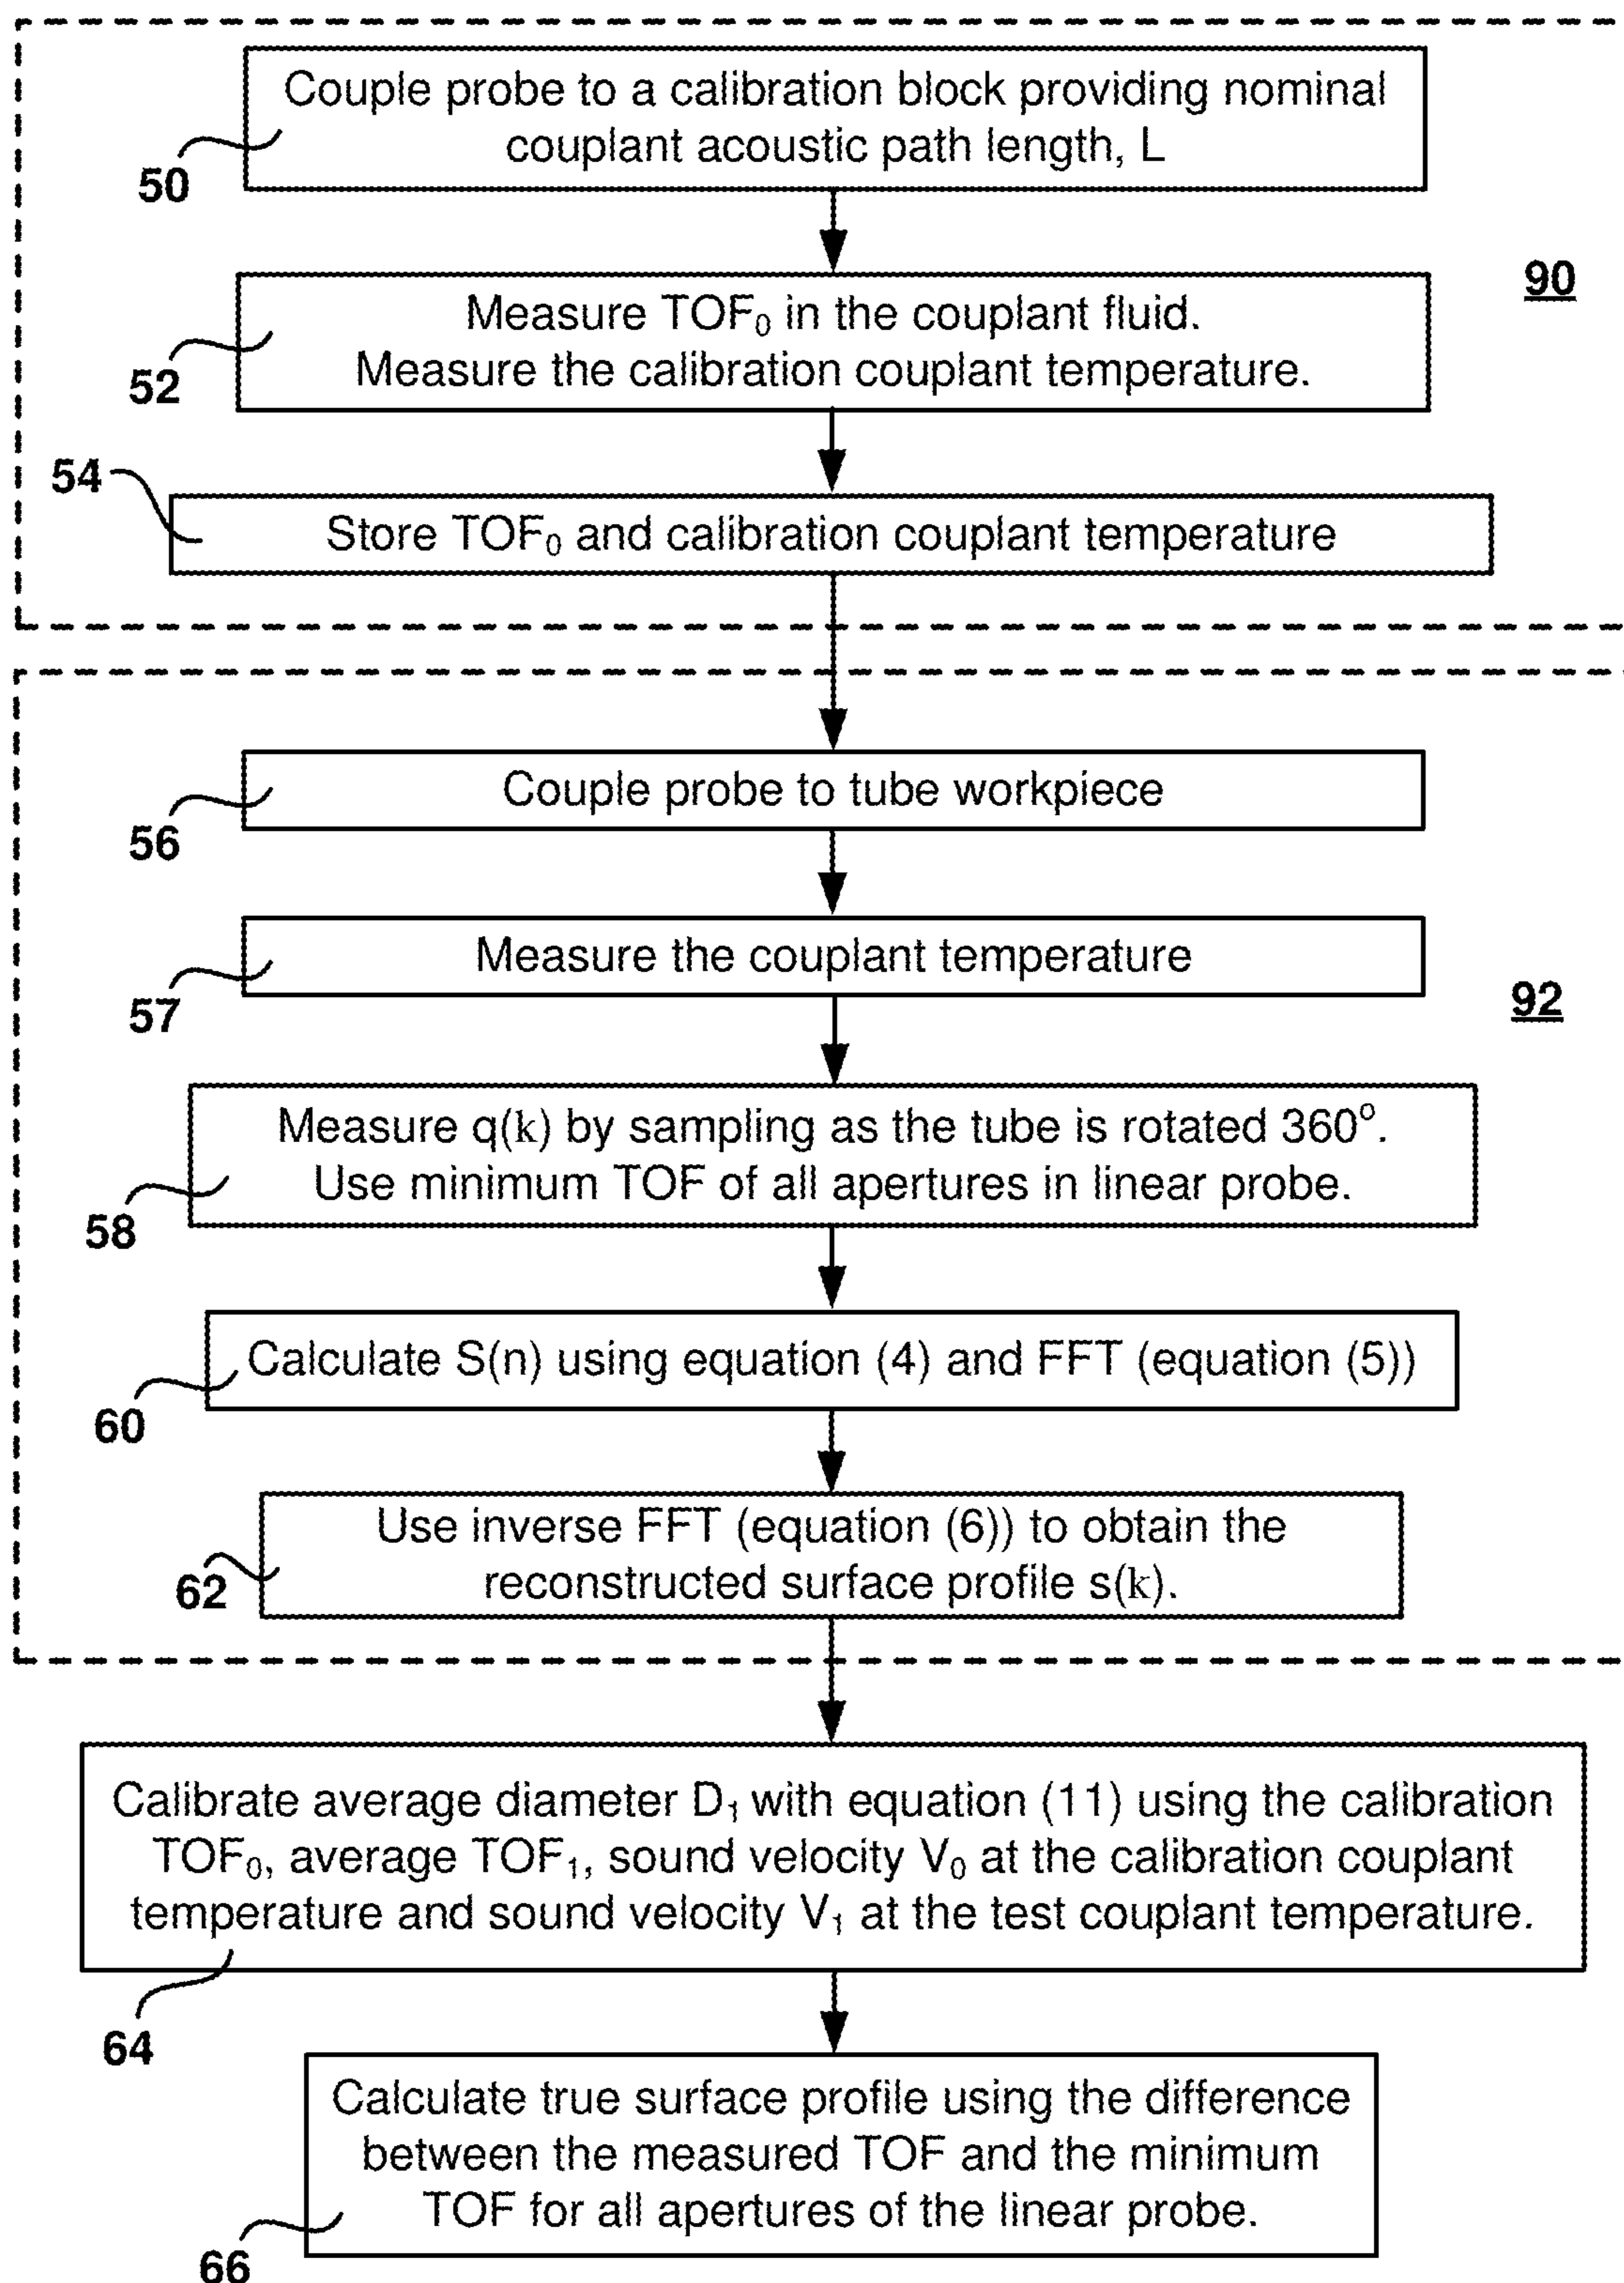 Couple probe to a calibration block providing nominal
couplant acoustic path length, L
50
90
Measure TOF₀ in the couplant fluid.
Measure the calibration couplant temperature.
52
54
Store TOF₀ and calibration couplant temperature
Couple probe to tube workpiece
56
Measure the couplant temperature
57
92
Measure q(k) by sampling as the tube is rotated 360°.
Use minimum TOF of all apertures in linear probe.
58
Calculate S(n) using equation (4) and FFT (equation (5))
60
Use inverse FFT (equation (6)) to obtain the
reconstructed surface profile s(k).
62
Calibrate average diameter D₁ with equation (11) using the calibration
TOF₀, average TOF₁, sound velocity V₀ at the calibration couplant
temperature and sound velocity V₁ at the test couplant temperature.
64
Calculate true surface profile using the difference
between the measured TOF and the minimum
TOF for all apertures of the linear probe.
66